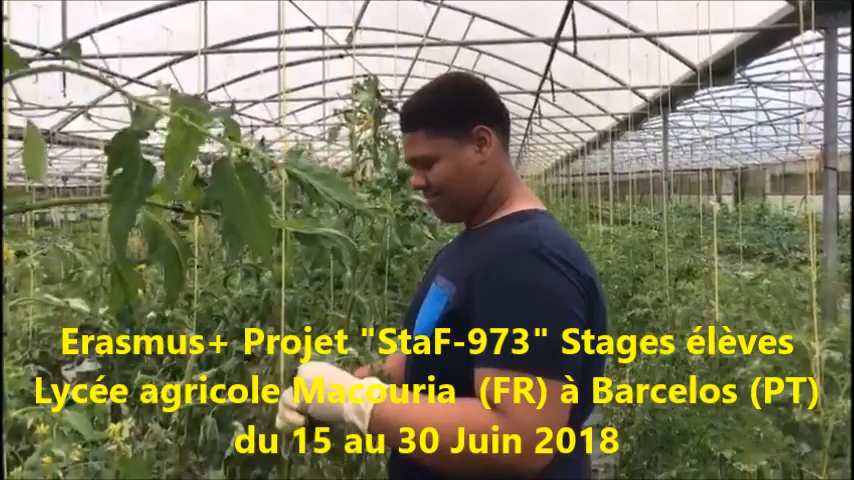 Erasmus+ Projet "StaF-973" Stages élèves
Lycée agricole Macouria (FR) à Barcelos (PT)
du 15 au 30 Juin 2018